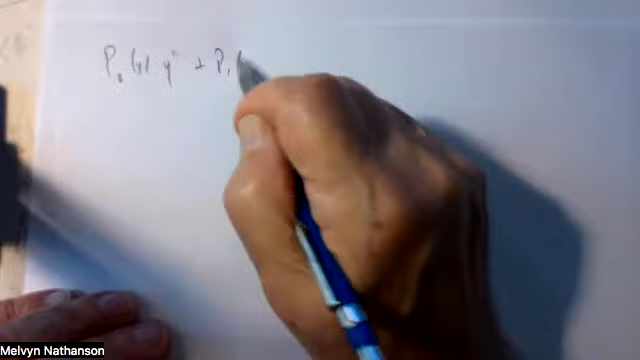 P₀(x) y'' + P₁(
Melvyn Nathanson